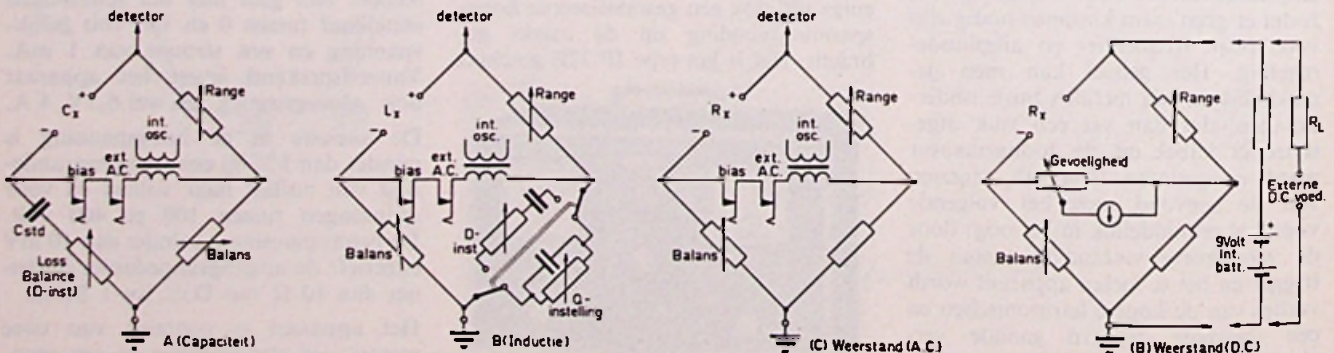 detector
Cx
+
−
Range
int.
osc.
ext.
A.C.
bias
Cstd
Loss
Balance
(D-inst)
Balans
A (Capaciteit)
detector
Lx
+
−
Range
int.
osc.
ext.
A.C.
bias
Balans
D-
inst
Q-
instelling
B (Inductie)
detector
Rx
+
−
Range
int.
osc.
ext.
A.C.
bias
Balans
(C) Weerstand (A.C)
Rx
+
−
Range
Gevoeligheid
Balans
RL
Externe
D.C. voed.
+
−
9Volt
Int.
batt.
(B) Weerstand (D.C.)